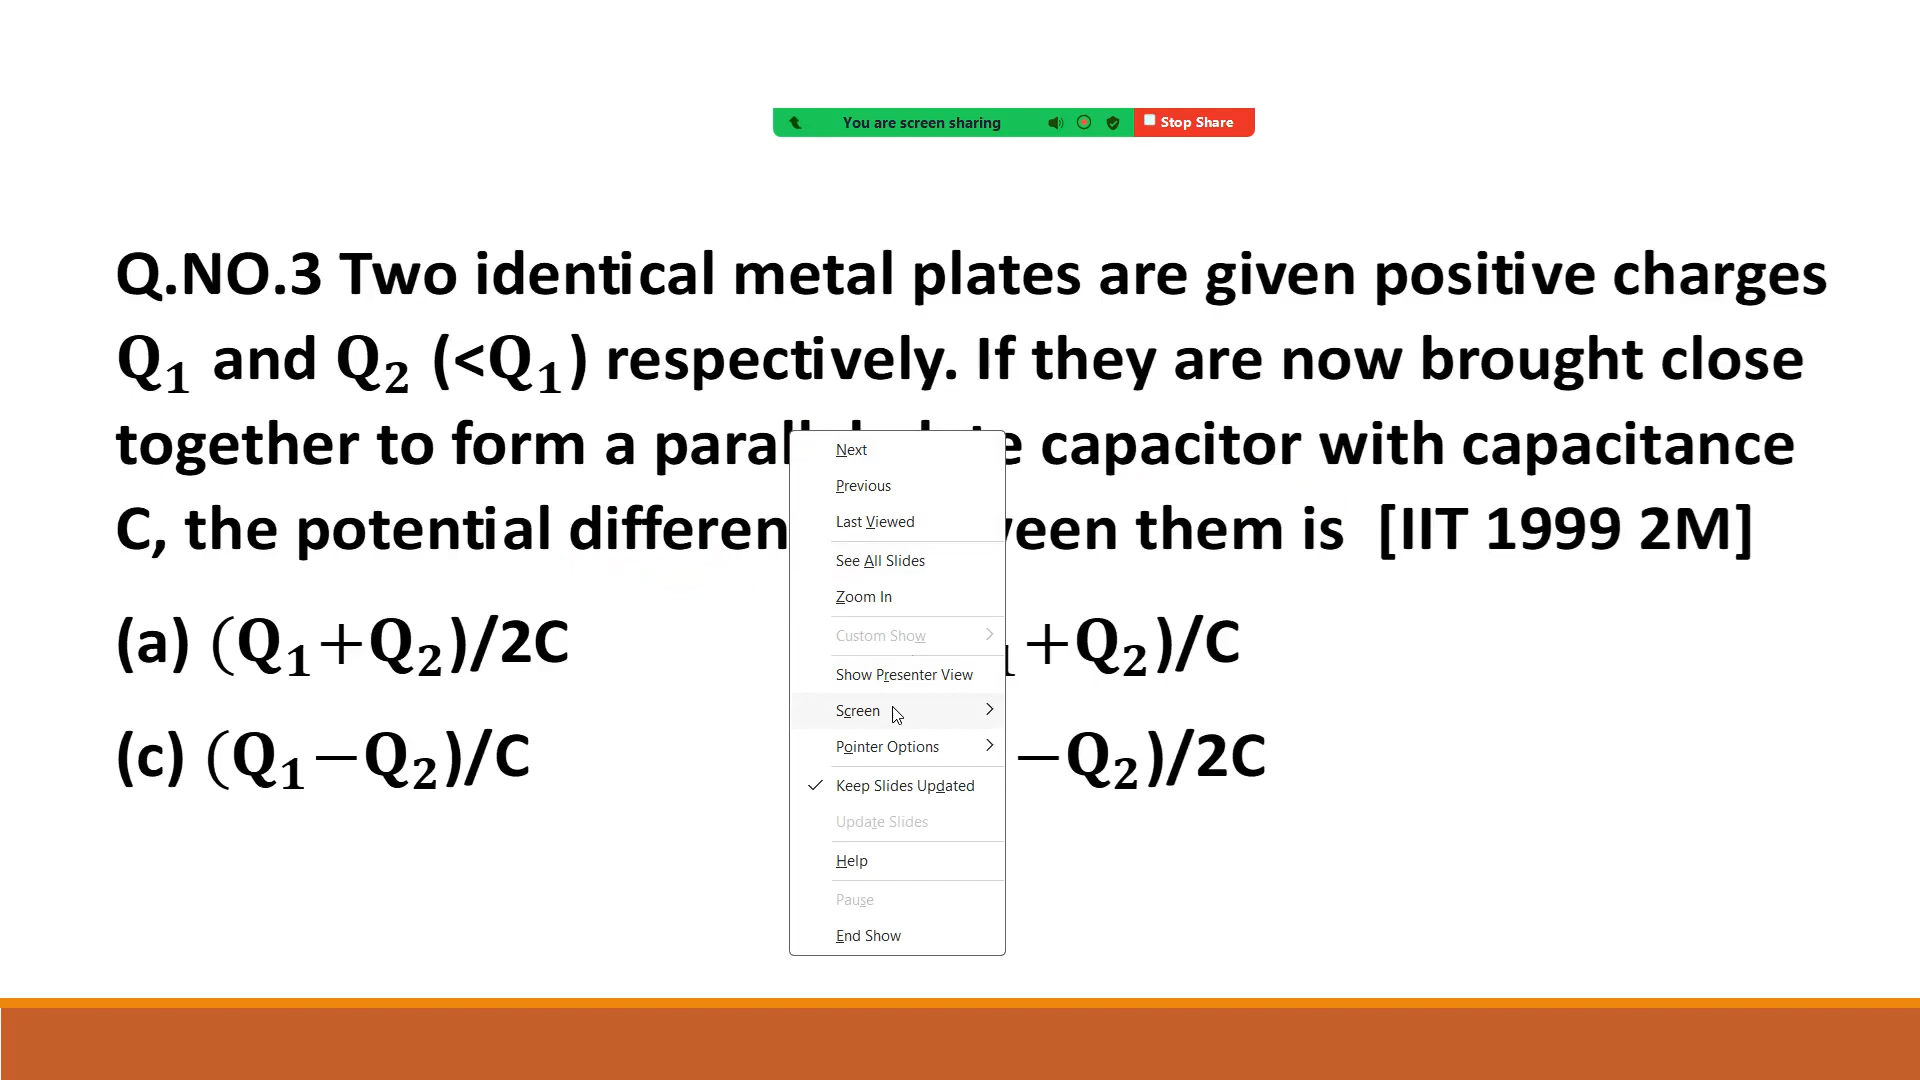 You are screen sharing
Stop Share
Q.NO.3 Two identical metal plates are given positive charges
Q₁ and Q₂ (<Q₁) respectively. If they are now brought close
together to form a capacitor with capacitance
C, the potential them is [IIT 1999 2M]
(a) (Q₁+Q₂)/2C +Q₂)/C
(c) (Q₁−Q₂)/C −Q₂)/2C
Next
Previous
Last Viewed
See All Slides
Zoom In
Custom Show
Show Presenter View
Screen
Pointer Options
Keep Slides Updated
Update Slides
Help
Pause
End Show